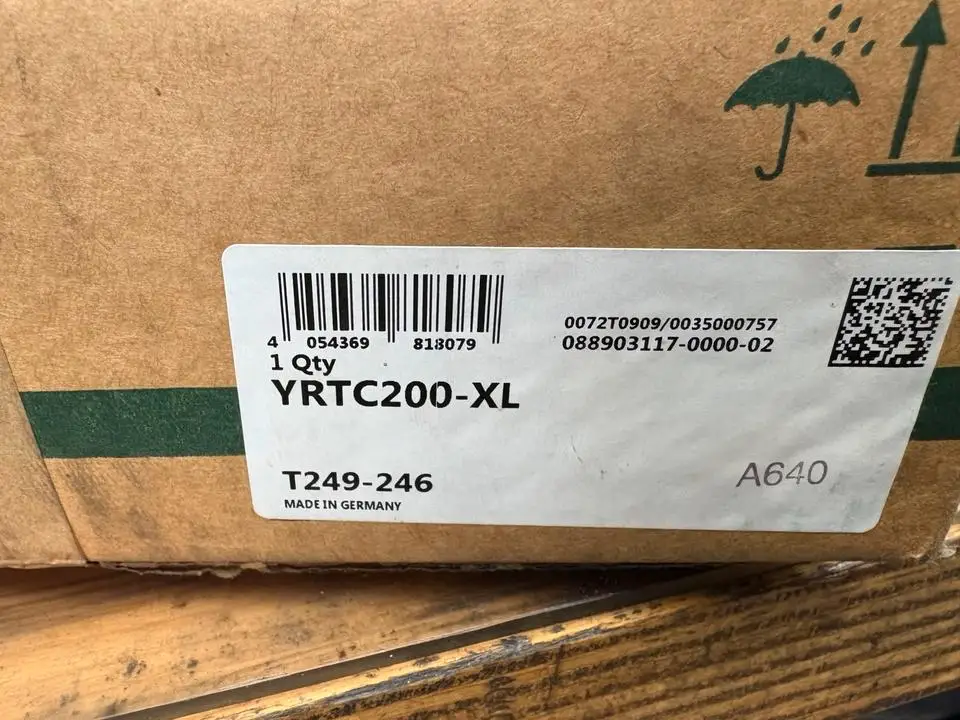 4 054369 818079
1 Qty
YRTC200-XL
0072T0909/0035000757
088903117-0000-02
T249-246
MADE IN GERMANY
A640